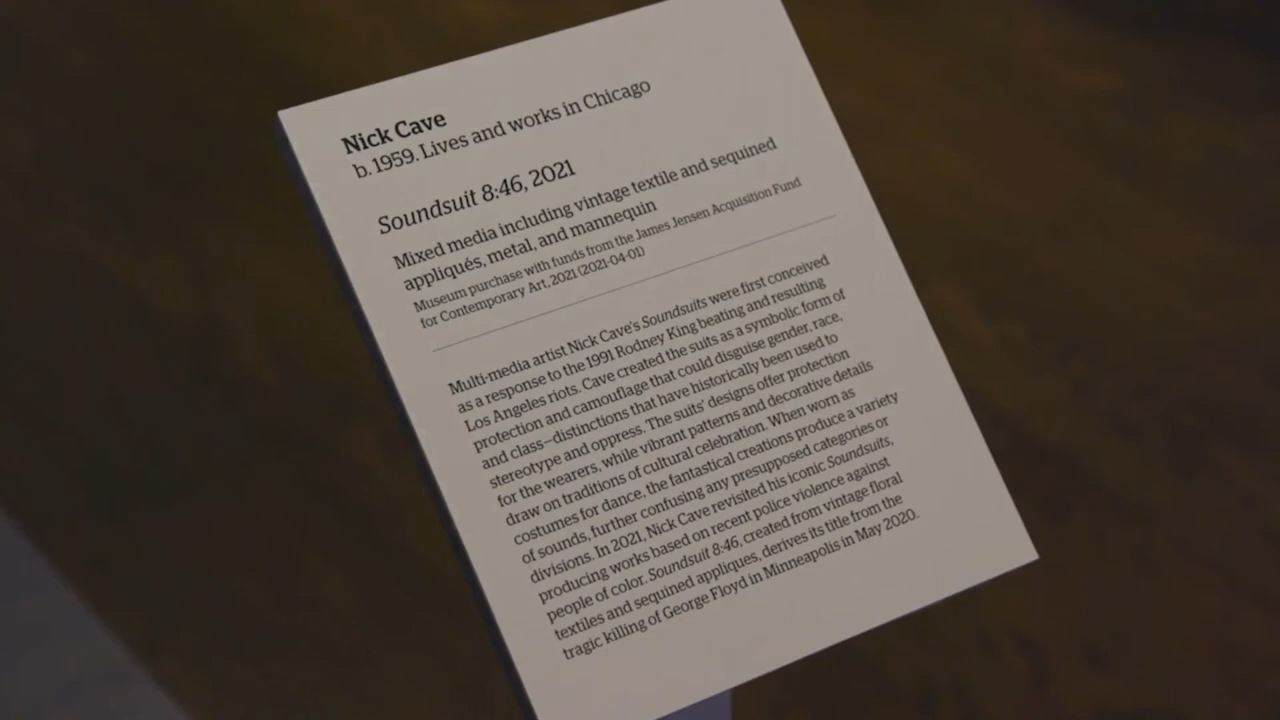 Nick Cave
b. 1959. Lives and works in Chicago
Soundsuit 8:46, 2021
Mixed media including vintage textile and sequined
appliqués, metal, and mannequin
Museum purchase with funds from the James Jensen Acquisition Fund
for Contemporary Art, 2021 (2021-04-01)
Multi-media artist Nick Cave's Soundsuits were first conceived
as a response to the 1991 Rodney King beating and resulting
Los Angeles riots. Cave created the suits as a symbolic form of
protection and camouflage that could disguise gender, race,
and class—distinctions that have historically been used to
stereotype and oppress. The suits' designs offer protection
for the wearers, while vibrant patterns and decorative details
draw on traditions of cultural celebration. When worn as
costumes for dance, the fantastical creations produce a variety
of sounds, further confusing any presupposed categories or
divisions. In 2021, Nick Cave revisited his iconic Soundsuits,
producing works based on recent police violence against
people of color. Soundsuit 8:46, created from vintage floral
textiles and sequined appliques, derives its title from the
tragic killing of George Floyd in Minneapolis in May 2020.